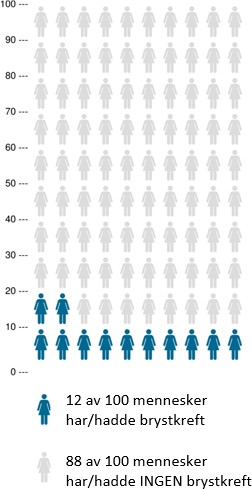 100 ---
90 ---
80 ---
70 ---
60 ---
50 ---
40 ---
30 ---
20 ---
10 ---
0 ---
12 av 100 mennesker
har/hadde brystkreft
88 av 100 mennesker
har/hadde INGEN brystkreft